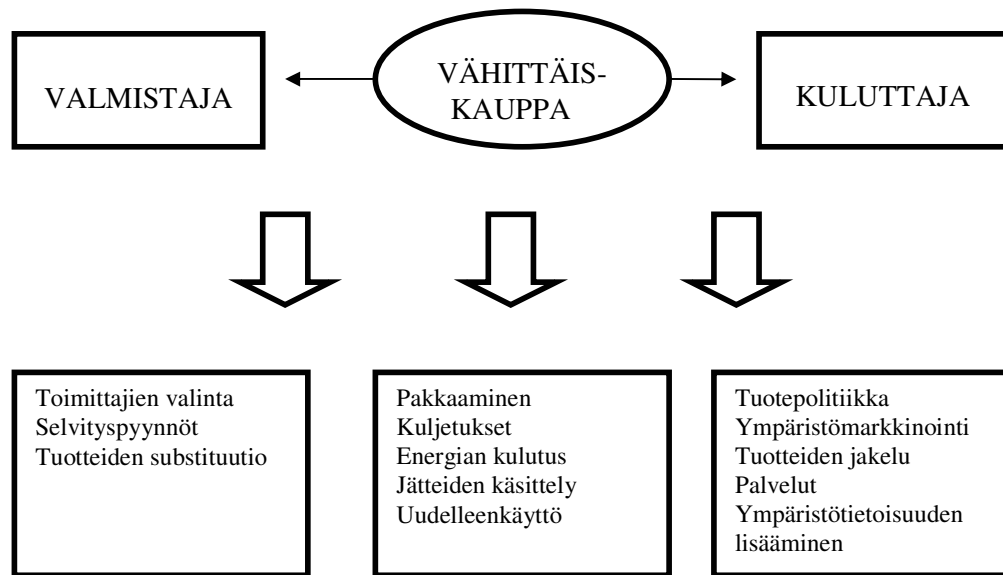 VALMISTAJA
VÄHITTÄIS-
KAUPPA
KULUTTAJA
Toimittajien valinta
Selvityspyynnöt
Tuotteiden substituutio
Pakkaaminen
Kuljetukset
Energian kulutus
Jätteiden käsittely
Uudelleenkäyttö
Tuotepolitiikka
Ympäristömarkkinointi
Tuotteiden jakelu
Palvelut
Ympäristötietoisuuden
lisääminen